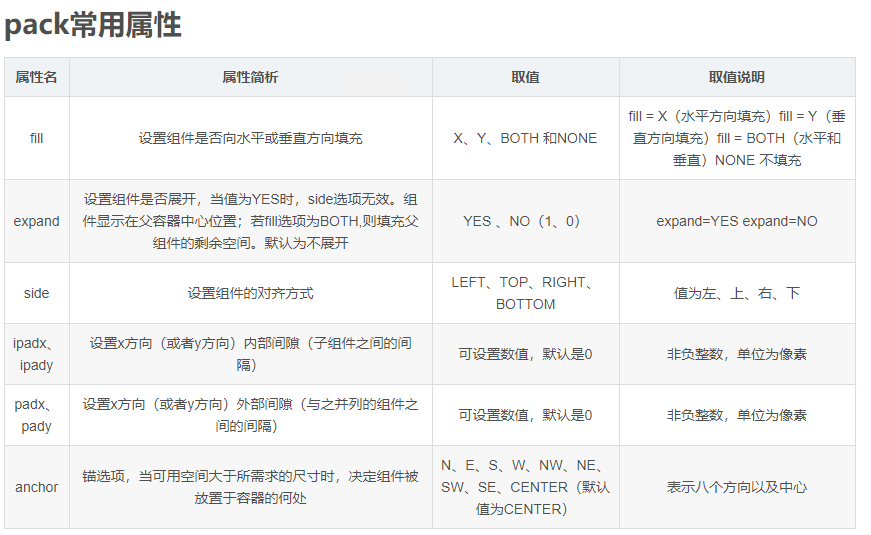 pack常用属性
属性名 属性简析 取值 取值说明
fill
设置组件是否向水平或垂直方向填充
X、Y、BOTH 和NONE
fill = X（水平方向填充）fill = Y（垂
直方向填充）fill = BOTH（水平和
垂直）NONE 不填充
expand
设置组件是否展开，当值为YES时，side选项无效。组
件显示在父容器中心位置；若fill选项为BOTH,则填充父
组件的剩余空间。默认为不展开
YES 、NO（1、0）
expand=YES expand=NO
side
设置组件的对齐方式
LEFT、TOP、RIGHT、
BOTTOM
值为左、上、右、下
ipadx、
ipady
设置x方向（或者y方向）内部间隙（子组件之间的间
隔）
可设置数值，默认是0
非负整数，单位为像素
padx、
pady
设置x方向（或者y方向）外部间隙（与之并列的组件之
间的间隔）
可设置数值，默认是0
非负整数，单位为像素
anchor
锚选项，当可用空间大于所需求的尺寸时，决定组件被
放置于容器的何处
N、E、S、W、NW、NE、
SW、SE、CENTER（默认
值为CENTER）
表示八个方向以及中心